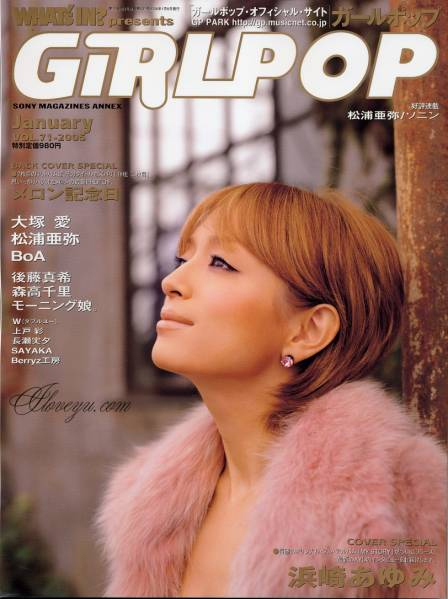 WHAT's IN? presents
ガールポップ・オフィシャル・サイト
GP PARK http://gp.musicnet.co.jp
ガールポップ
GiRLPOP
SONY MAGAZINES ANNEX
January
VOL.71-2005
特別定価980円
好評連載
松浦亜弥/ソニン
BACK COVER SPECIAL
メロン記念日
大塚 愛
松浦亜弥
BoA
後藤真希
森高千里
モーニング娘。
W(ダブルユー)
上戸 彩
長瀬実夕
SAYAKA
Berryz工房
Iloveyu.com
COVER SPECIAL
浜崎あゆみ